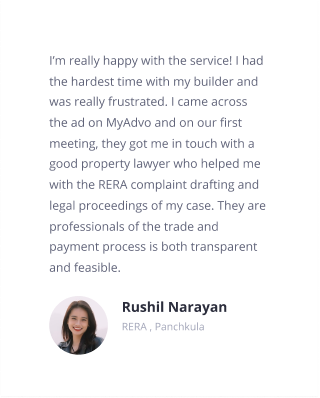 I'm really happy with the service! I had
the hardest time with my builder and
was really frustrated. I came across
the ad on MyAdvo and on our first
meeting, they got me in touch with a
good property lawyer who helped me
with the RERA complaint drafting and
legal proceedings of my case. They are
professionals of the trade and
payment process is both transparent
and feasible.
Rushil Narayan
RERA , Panchkula